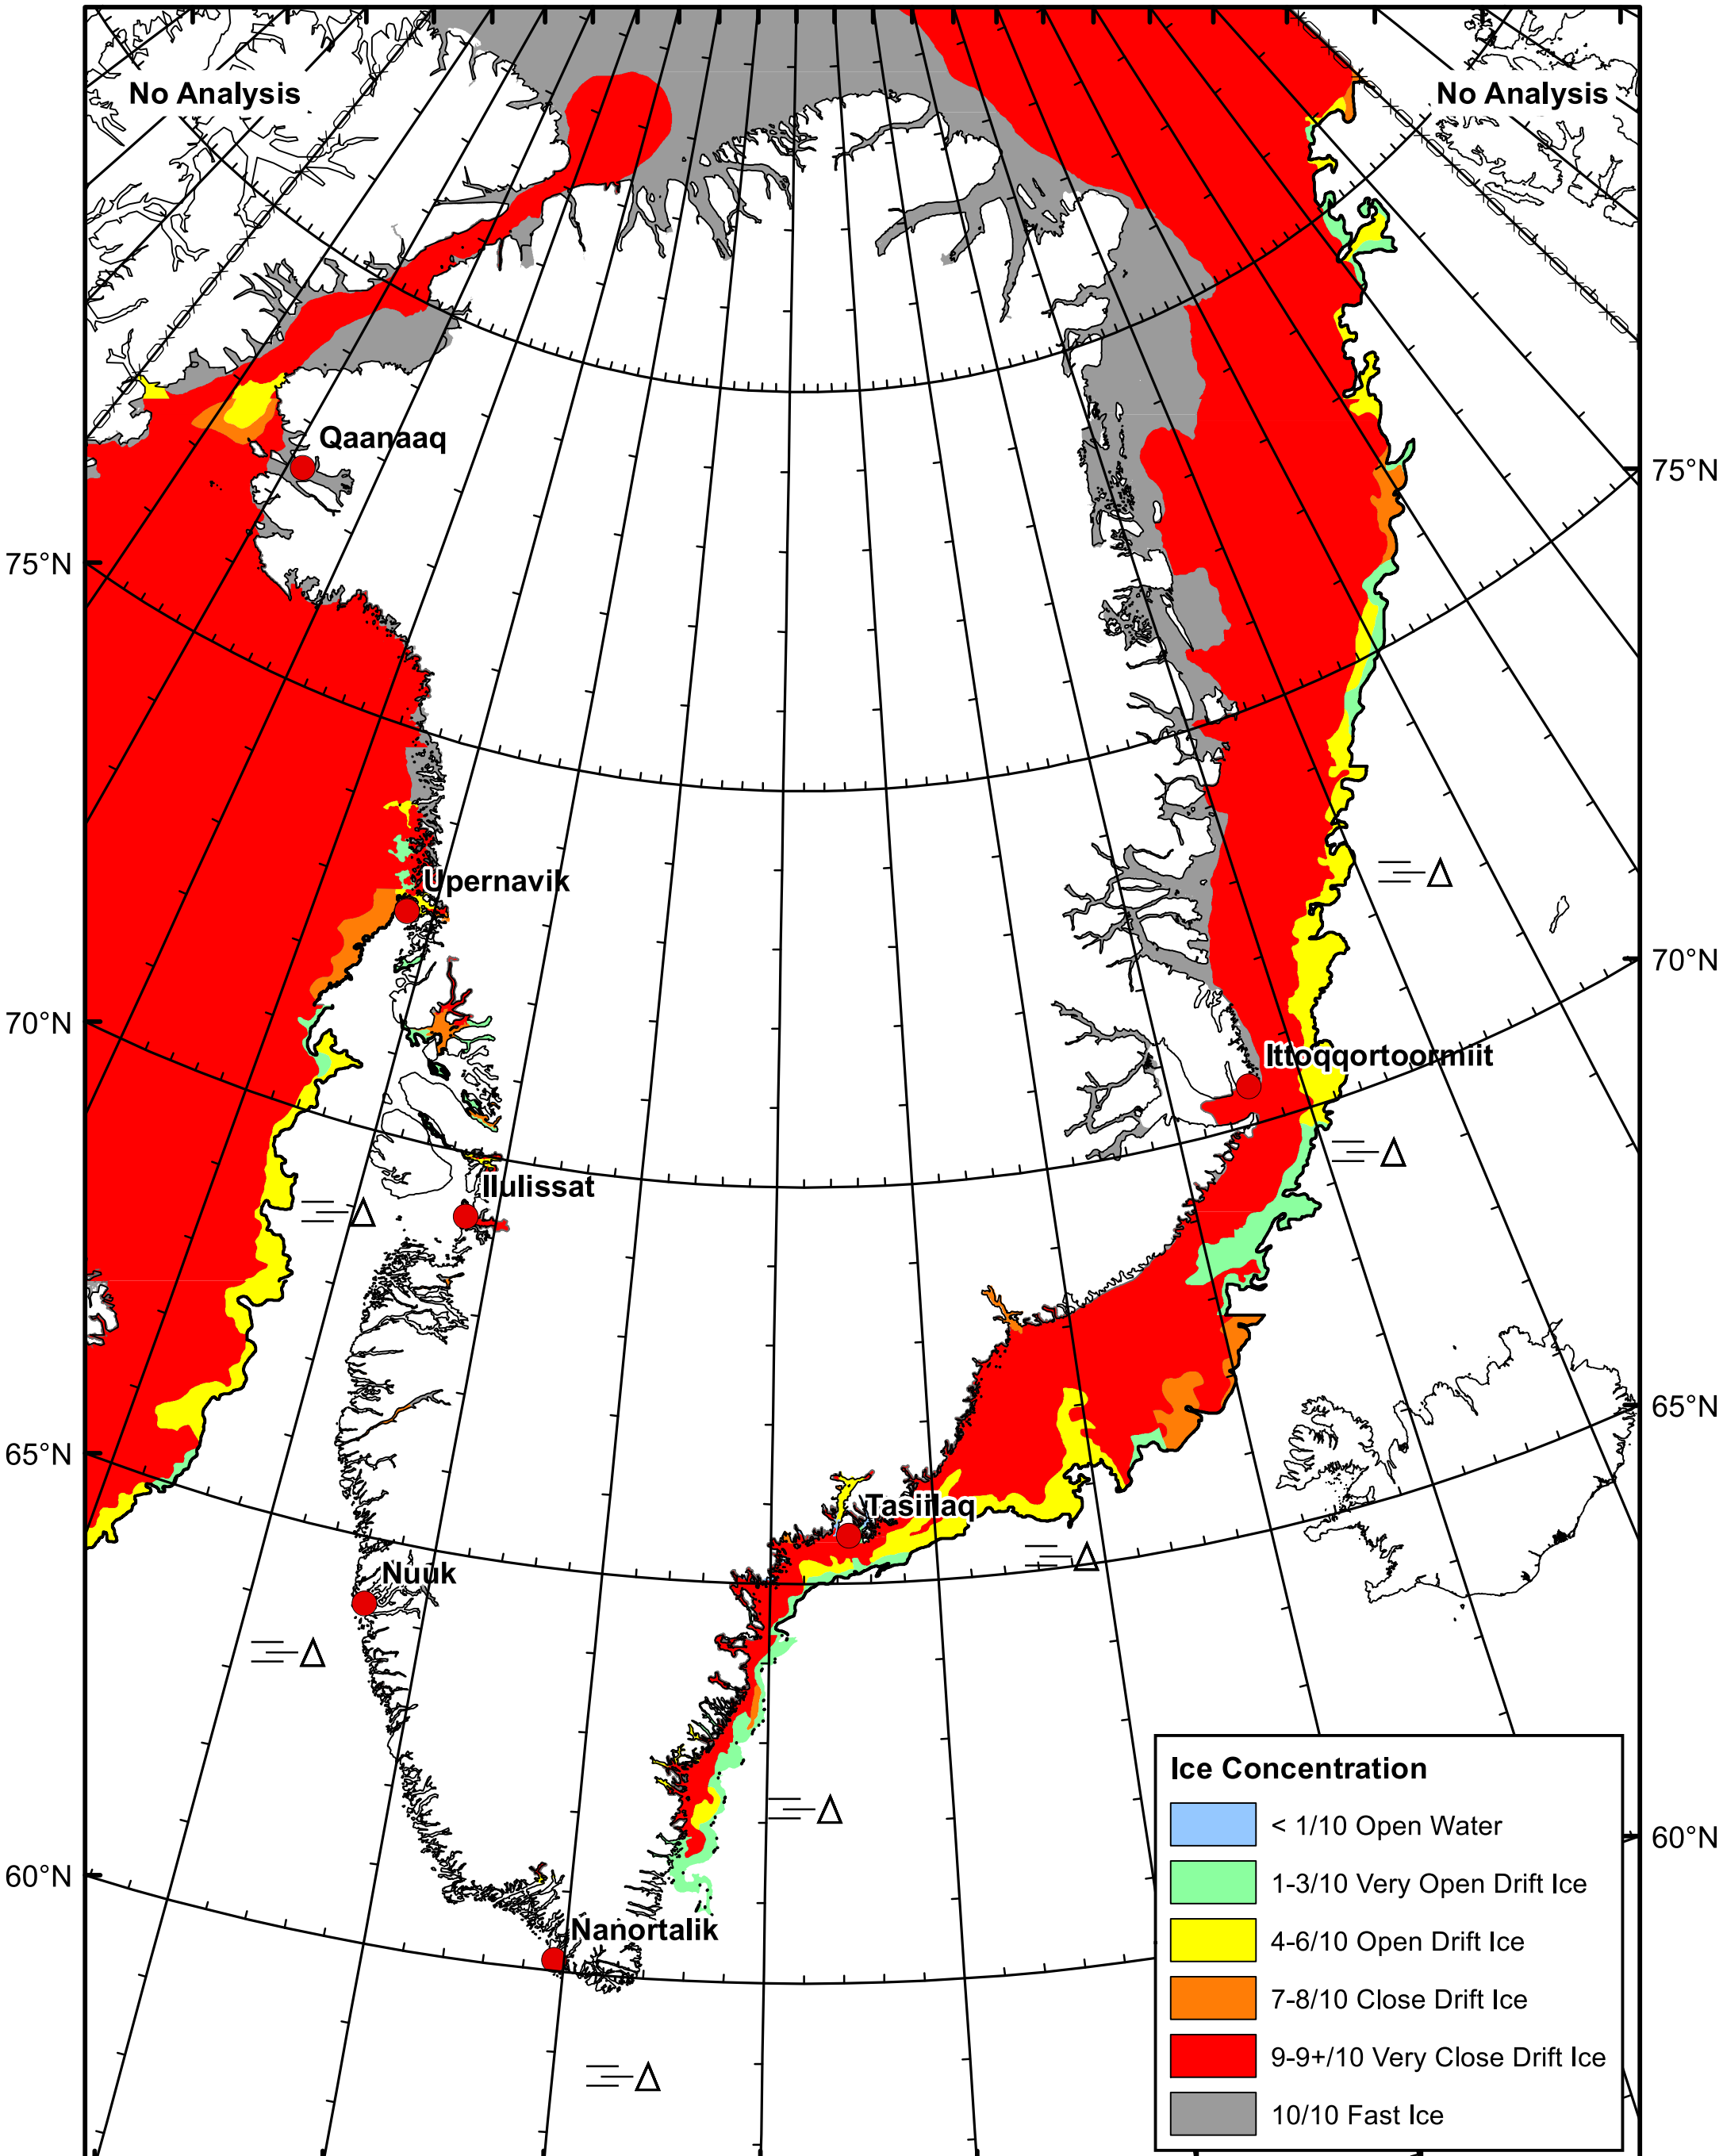 No Analysis
No Analysis
Qaanaaq
75°N
75°N
Upernavik
70°N
70°N
Ittoqqortoormiit
Ilulissat
65°N
65°N
Tasiilaq
Nuuk
60°N
60°N
Nanortalik
Ice Concentration
< 1/10 Open Water
1-3/10 Very Open Drift Ice
4-6/10 Open Drift Ice
7-8/10 Close Drift Ice
9-9+/10 Very Close Drift Ice
10/10 Fast Ice